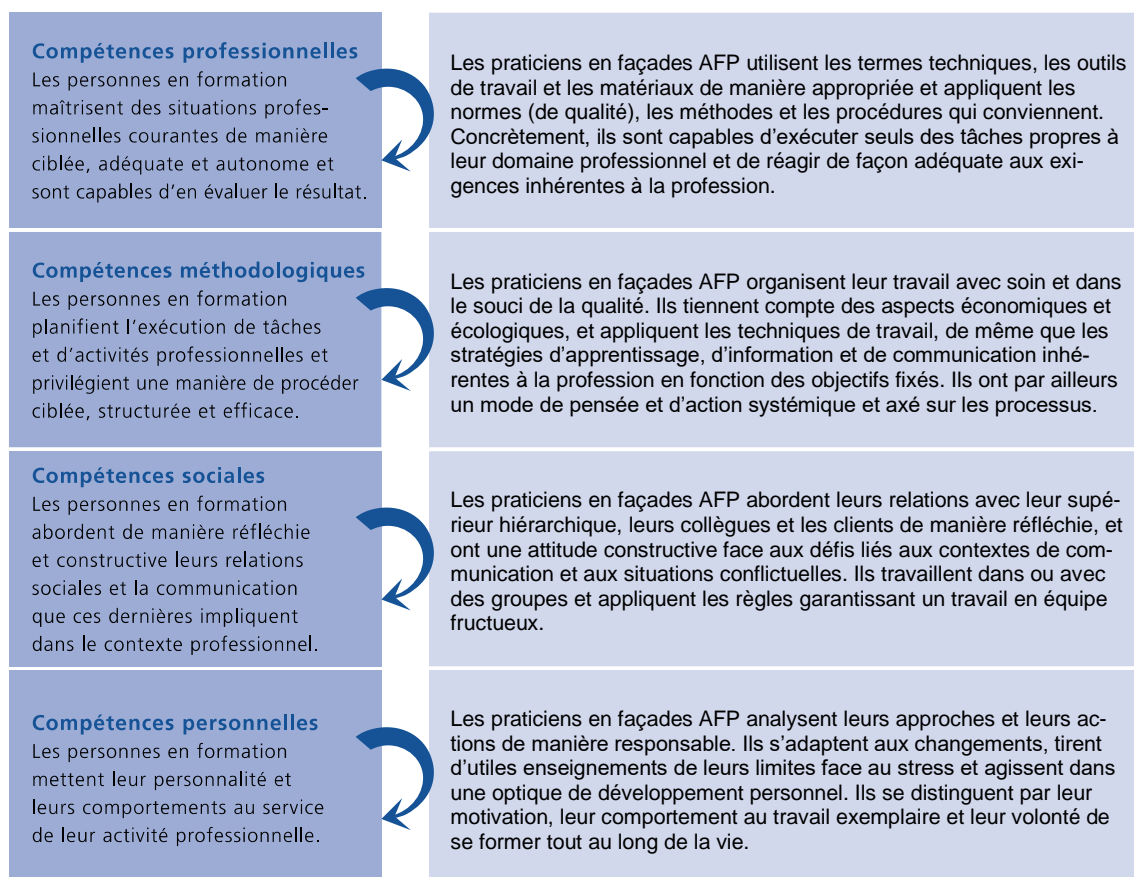 Compétences professionnelles
Les personnes en formation
maîtrisent des situations profes-
sionnelles courantes de manière
ciblée, adéquate et autonome et
sont capables d'en évaluer le résultat.
Les praticiens en façades AFP utilisent les termes techniques, les outils
de travail et les matériaux de manière appropriée et appliquent les
normes (de qualité), les méthodes et les procédures qui conviennent.
Concrètement, ils sont capables d'exécuter seuls des tâches propres à
leur domaine professionnel et de réagir de façon adéquate aux exi-
gences inhérentes à la profession.
Compétences méthodologiques
Les personnes en formation
planifient l'exécution de tâches
et d'activités professionnelles et
privilégient une manière de procéder
ciblée, structurée et efficace.
Les praticiens en façades AFP organisent leur travail avec soin et dans
le souci de la qualité. Ils tiennent compte des aspects économiques et
écologiques, et appliquent les techniques de travail, de même que les
stratégies d'apprentissage, d'information et de communication inhé-
rentes à la profession en fonction des objectifs fixés. Ils ont par ailleurs
un mode de pensée et d'action systémique et axé sur les processus.
Compétences sociales
Les personnes en formation
abordent de manière réfléchie
et constructive leurs relations
sociales et la communication
que ces dernières impliquent
dans le contexte professionnel.
Les praticiens en façades AFP abordent leurs relations avec leur supé-
rieur hiérarchique, leurs collègues et les clients de manière réfléchie, et
ont une attitude constructive face aux défis liés aux contextes de com-
munication et aux situations conflictuelles. Ils travaillent dans ou avec
des groupes et appliquent les règles garantissant un travail en équipe
fructueux.
Compétences personnelles
Les personnes en formation
mettent leur personnalité et
leurs comportements au service
de leur activité professionnelle.
Les praticiens en façades AFP analysent leurs approches et leurs ac-
tions de manière responsable. Ils s'adaptent aux changements, tirent
d'utiles enseignements de leurs limites face au stress et agissent dans
une optique de développement personnel. Ils se distinguent par leur
motivation, leur comportement au travail exemplaire et leur volonté de
se former tout au long de la vie.